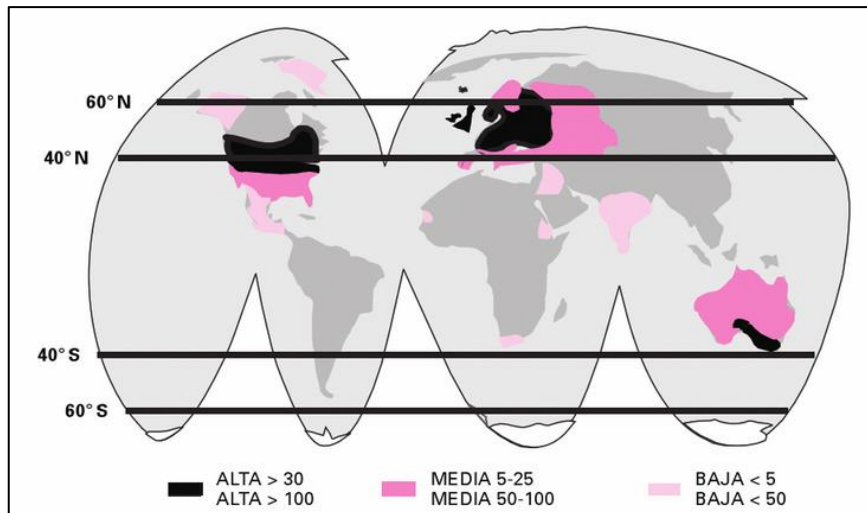 60°N
40°N
40°S
60°S
ALTA > 30
ALTA > 100
MEDIA 5-25
MEDIA 50-100
BAJA < 5
BAJA < 50